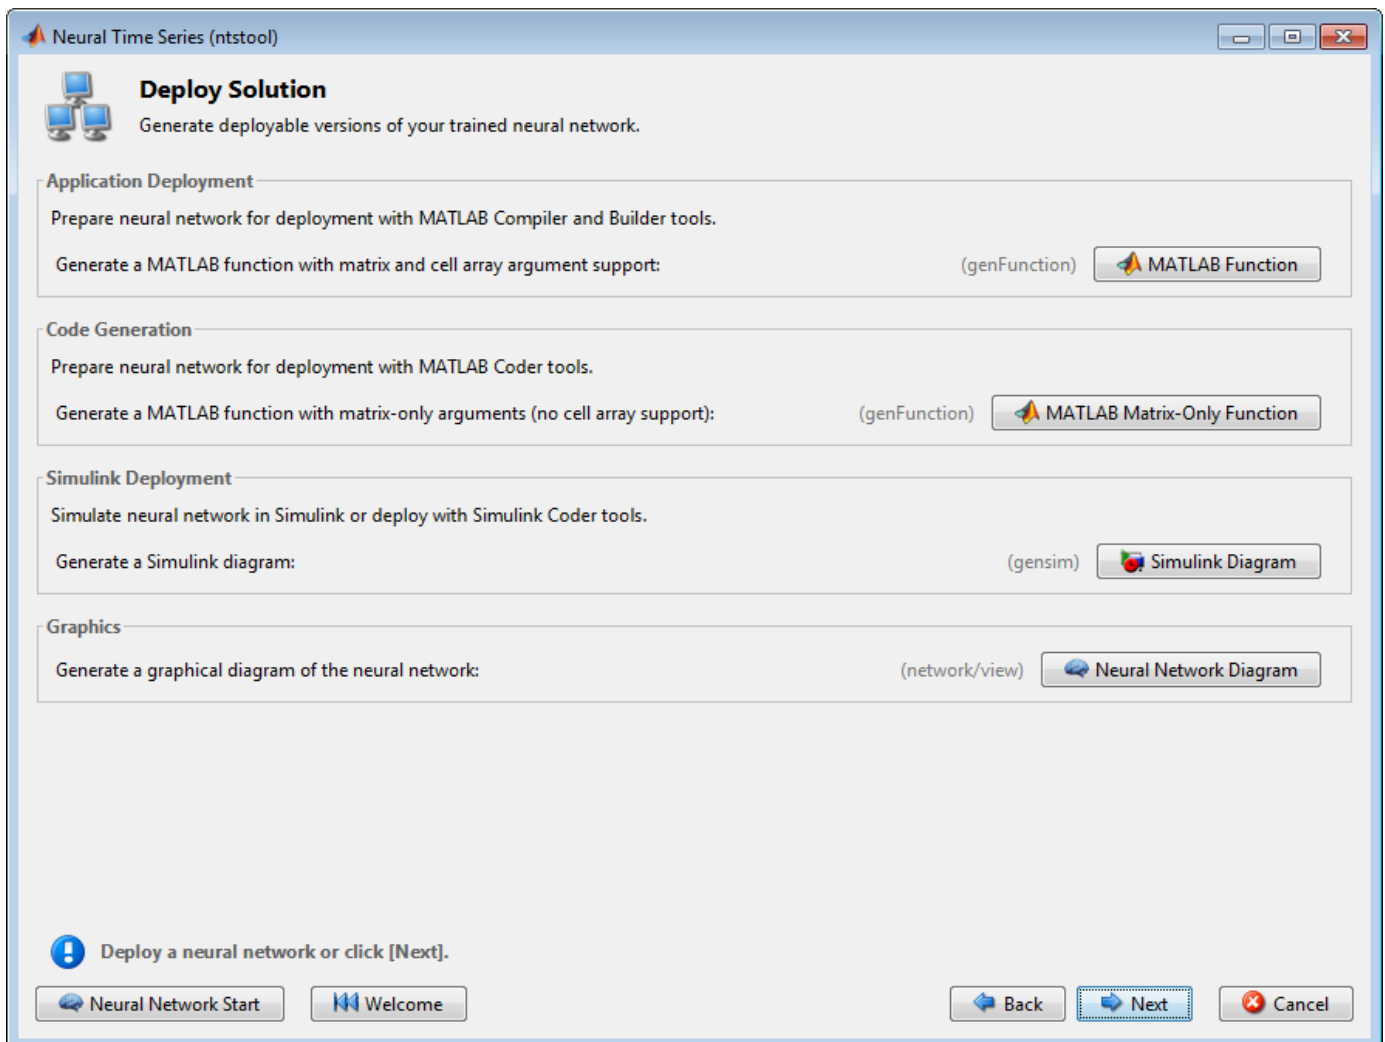 Neural Time Series (ntstool)
Deploy Solution
Generate deployable versions of your trained neural network.
Application Deployment
Prepare neural network for deployment with MATLAB Compiler and Builder tools.
Generate a MATLAB function with matrix and cell array argument support: (genFunction) MATLAB Function
Code Generation
Prepare neural network for deployment with MATLAB Coder tools.
Generate a MATLAB function with matrix-only arguments (no cell array support): (genFunction) MATLAB Matrix-Only Function
Simulink Deployment
Simulate neural network in Simulink or deploy with Simulink Coder tools.
Generate a Simulink diagram: (gensim) Simulink Diagram
Graphics
Generate a graphical diagram of the neural network: (network/view) Neural Network Diagram
Deploy a neural network or click [Next].
Neural Network Start Welcome Back Next Cancel